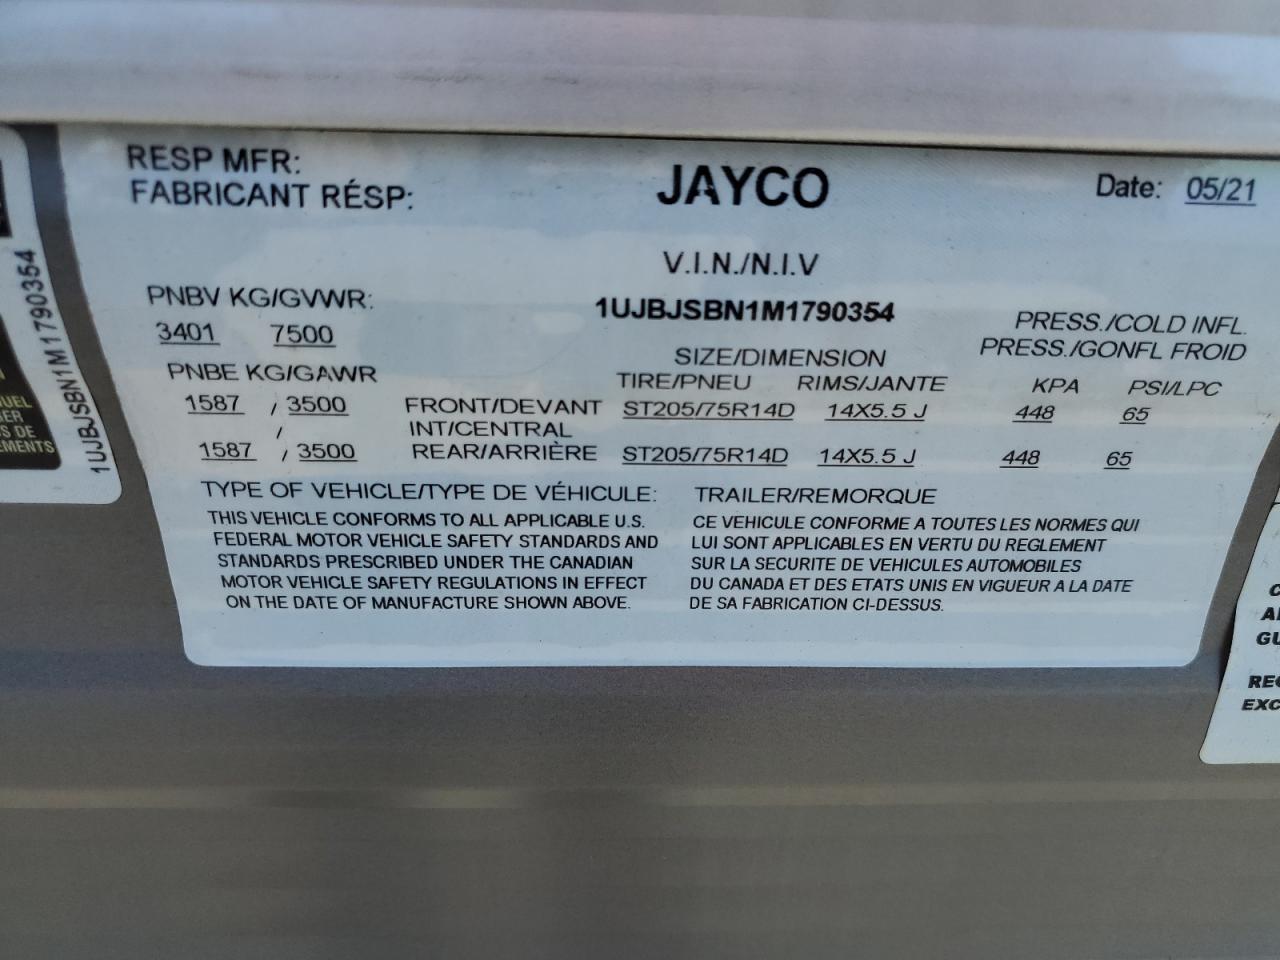 RESP MFR:
FABRICANT RÉSP:
JAYCO
Date: 05/21
V.I.N./N.I.V
1UJBJSBN1M1790354
PNBV KG/GVWR:
3401 7500
PRESS./COLD INFL.
PRESS./GONFL FROID
SIZE/DIMENSION
PNBE KG/GAWR TIRE/PNEU RIMS/JANTE KPA PSI/LPC
1587 / 3500 FRONT/DEVANT ST205/75R14D 14X5.5 J 448 65
/ INT/CENTRAL
1587 / 3500 REAR/ARRIÈRE ST205/75R14D 14X5.5 J 448 65
TYPE OF VEHICLE/TYPE DE VÉHICULE: TRAILER/REMORQUE
THIS VEHICLE CONFORMS TO ALL APPLICABLE U.S.
FEDERAL MOTOR VEHICLE SAFETY STANDARDS AND
STANDARDS PRESCRIBED UNDER THE CANADIAN
MOTOR VEHICLE SAFETY REGULATIONS IN EFFECT
ON THE DATE OF MANUFACTURE SHOWN ABOVE.
CE VEHICULE CONFORME A TOUTES LES NORMES QUI
LUI SONT APPLICABLES EN VERTU DU REGLEMENT
SUR LA SECURITE DE VEHICULES AUTOMOBILES
DU CANADA ET DES ETATS UNIS EN VIGUEUR A LA DATE
DE SA FABRICATION CI-DESSUS.
1UJBJSBN1M1790354